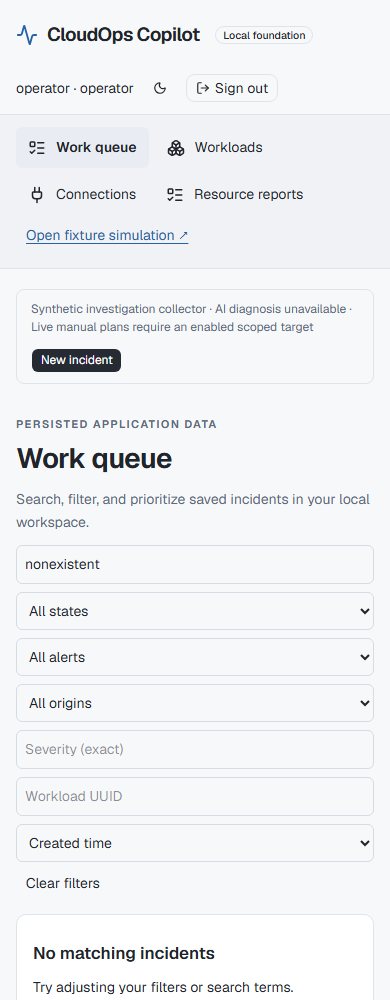 CloudOps Copilot
Local foundation
operator · operator
Sign out
Work queue
Workloads
Connections
Resource reports
Open fixture simulation ↗
Synthetic investigation collector · AI diagnosis unavailable ·
Live manual plans require an enabled scoped target
New incident
PERSISTED APPLICATION DATA
Work queue
Search, filter, and prioritize saved incidents in your local
workspace.
nonexistent
All states
All alerts
All origins
Severity (exact)
Workload UUID
Created time
Clear filters
No matching incidents
Try adjusting your filters or search terms.